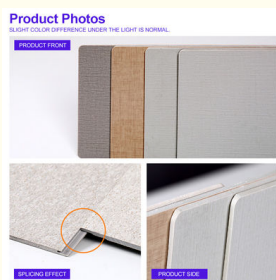 Product Photos
SLIGHT COLOR DIFFERENCE UNDER THE LIGHT IS NORMAL.
PRODUCT FRONT
SPLICING EFFECT
PRODUCT SIDE